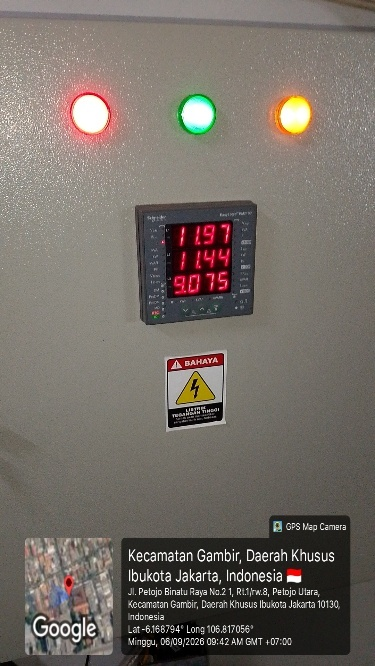 Schneider
11.97
11.44
9.075
BAHAYA
LISTRIK
TEGANGAN TINGGI
GPS Map Camera
Kecamatan Gambir, Daerah Khusus
Ibukota Jakarta, Indonesia 🇮🇩
Jl. Petojo Binatu Raya No.2 1, Rt.1/rw.8, Petojo Utara,
Kecamatan Gambir, Daerah Khusus Ibukota Jakarta 10130,
Indonesia
Lat -6.168794° Long 106.817056°
Minggu, 06/09/2026 09:42 AM GMT +07:00
Google